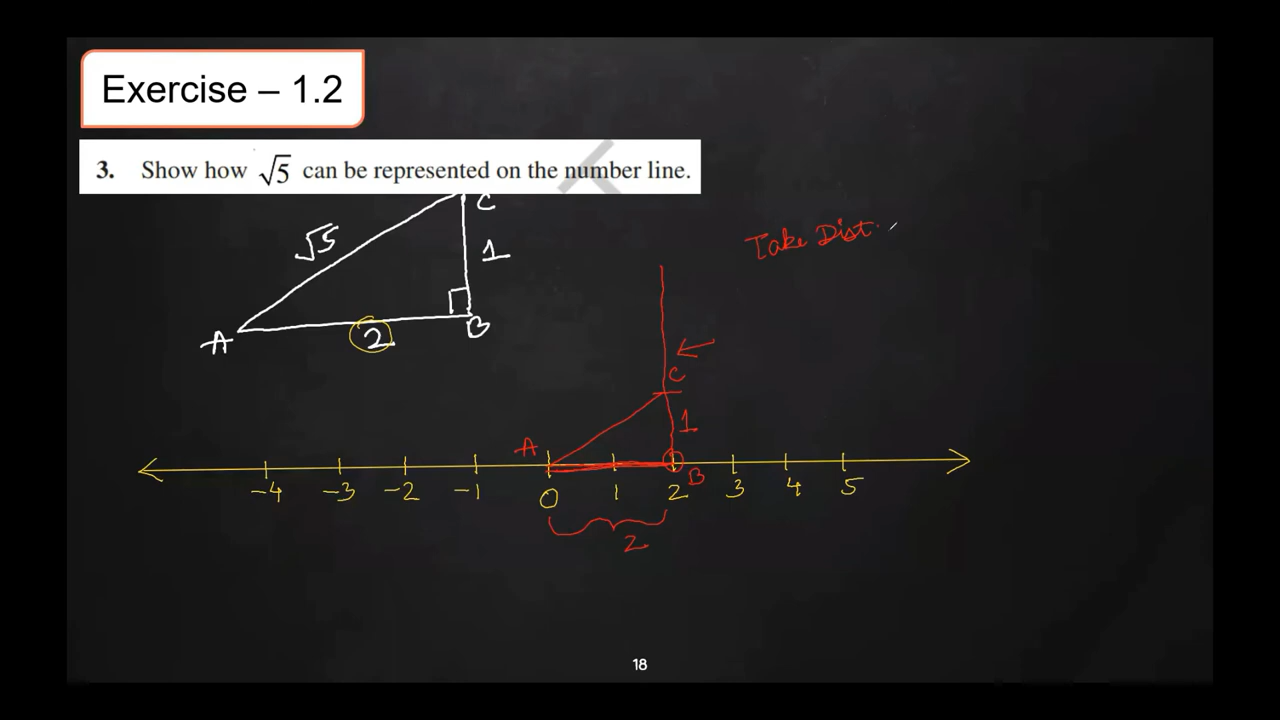 Exercise – 1.2
3. Show how √5 can be represented on the number line.
C
√5
1
Take Dist.
A
2
B
C
1
A
B
-4 -3 -2 -1 0 1 2 3 4 5
2
18